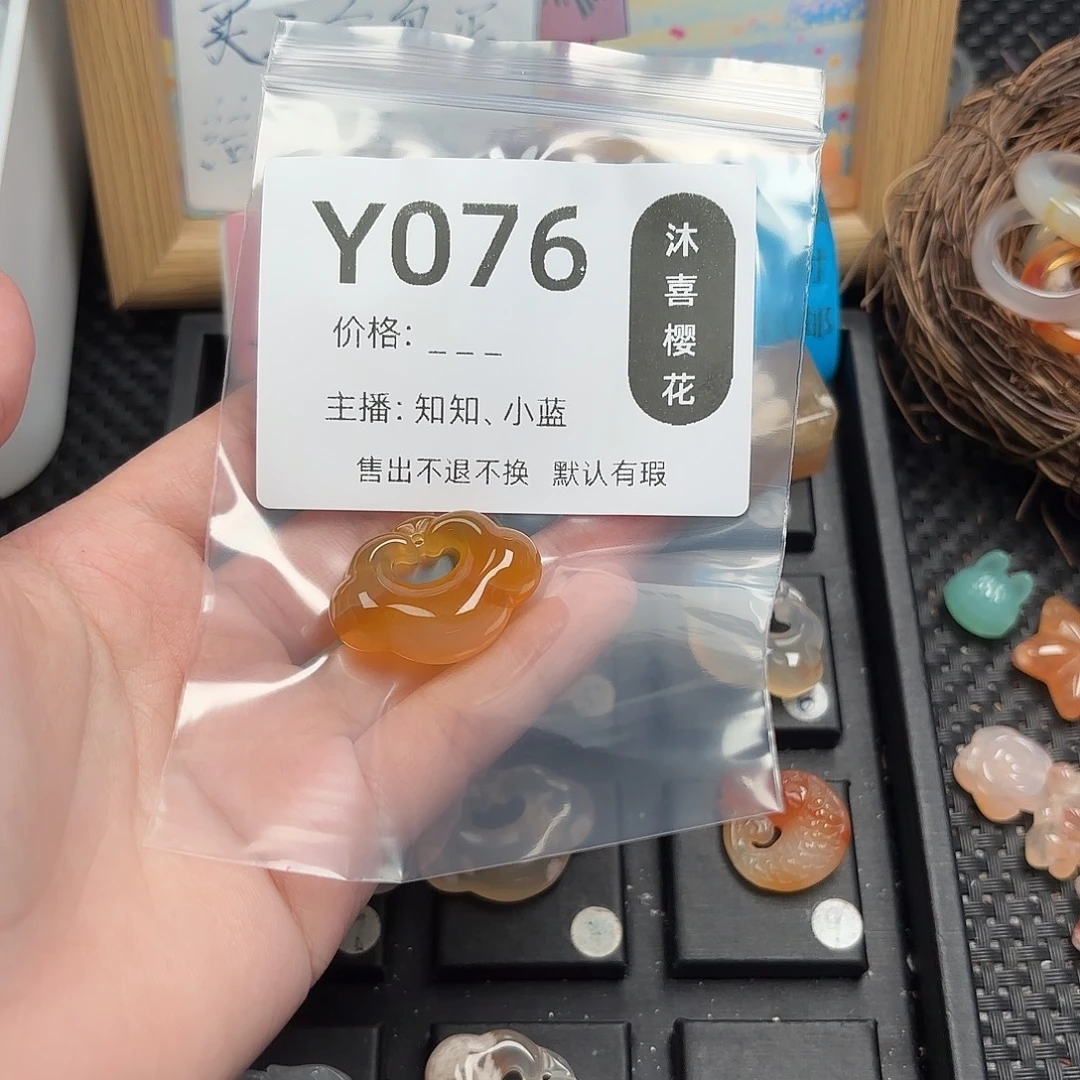 Y076
沐喜樱花
价格: _ _ _
主播: 知知、小蓝
售出不退不换 默认有瑕